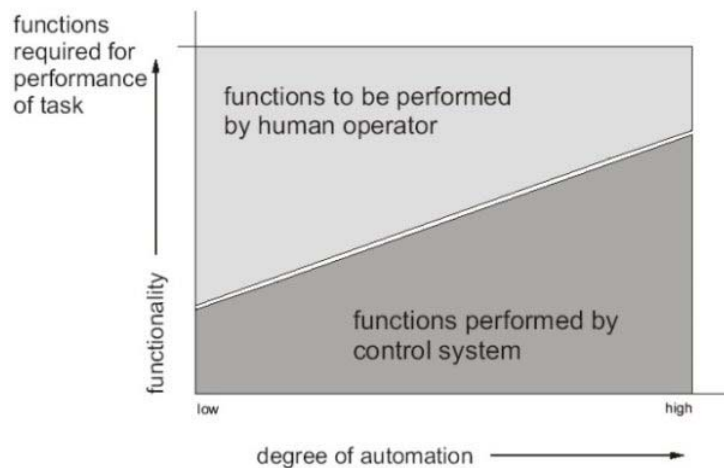 functions
required for
performance
of task
functions to be performed
by human operator
functionality
functions performed by
control system
low
high
degree of automation